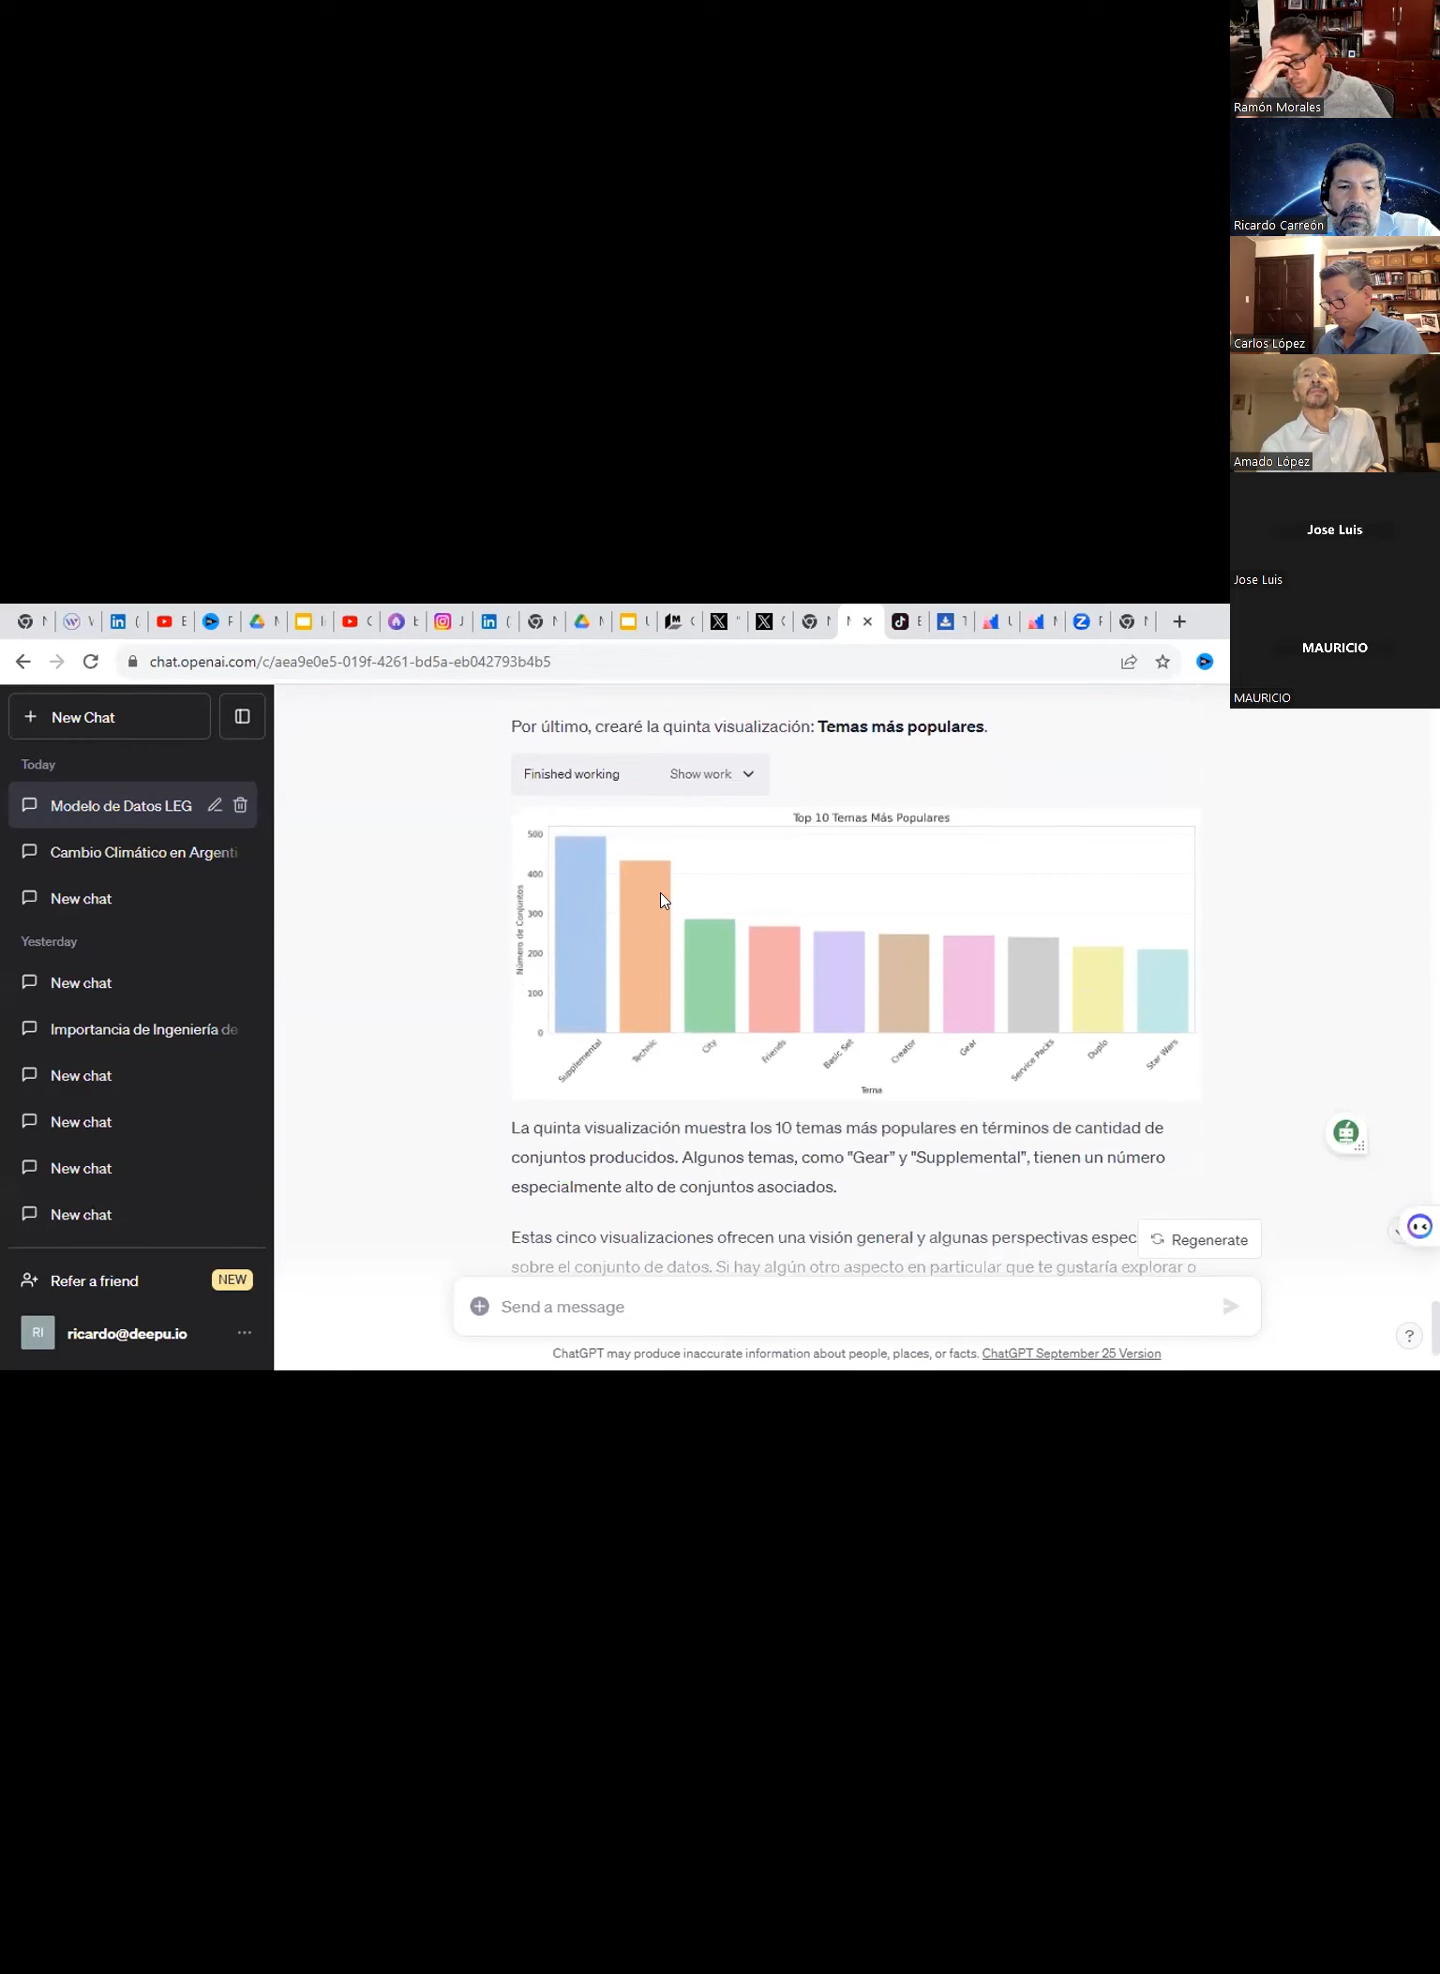 Ramón Morales
Ricardo Carreón
Carlos López
Amado López
Jose Luis
Jose Luis
MAURICIO
MAURICIO
chat.openai.com/c/aea9e0e5-019f-4261-bd5a-eb042793b4b5
New Chat
Today
Modelo de Datos LEG
Cambio Climático en Argenti
New chat
Yesterday
New chat
Importancia de Ingeniería de
New chat
New chat
New chat
New chat
Refer a friend
NEW
RI
ricardo@deepu.io
Por último, crearé la quinta visualización: Temas más populares.
Finished working
Show work
Top 10 Temas Más Populares
Número de Conjuntos
500
400
300
200
100
0
Supplemental
Technic
City
Friends
Basic Set
Creator
Gear
Service Packs
Duplo
Star Wars
Tema
La quinta visualización muestra los 10 temas más populares en términos de cantidad de
conjuntos producidos. Algunos temas, como "Gear" y "Supplemental", tienen un número
especialmente alto de conjuntos asociados.
Estas cinco visualizaciones ofrecen una visión general y algunas perspectivas espec
Regenerate
sobre el conjunto de datos. Si hay algún otro aspecto en particular que te gustaría explorar o
Send a message
?
ChatGPT may produce inaccurate information about people, places, or facts. ChatGPT September 25 Version